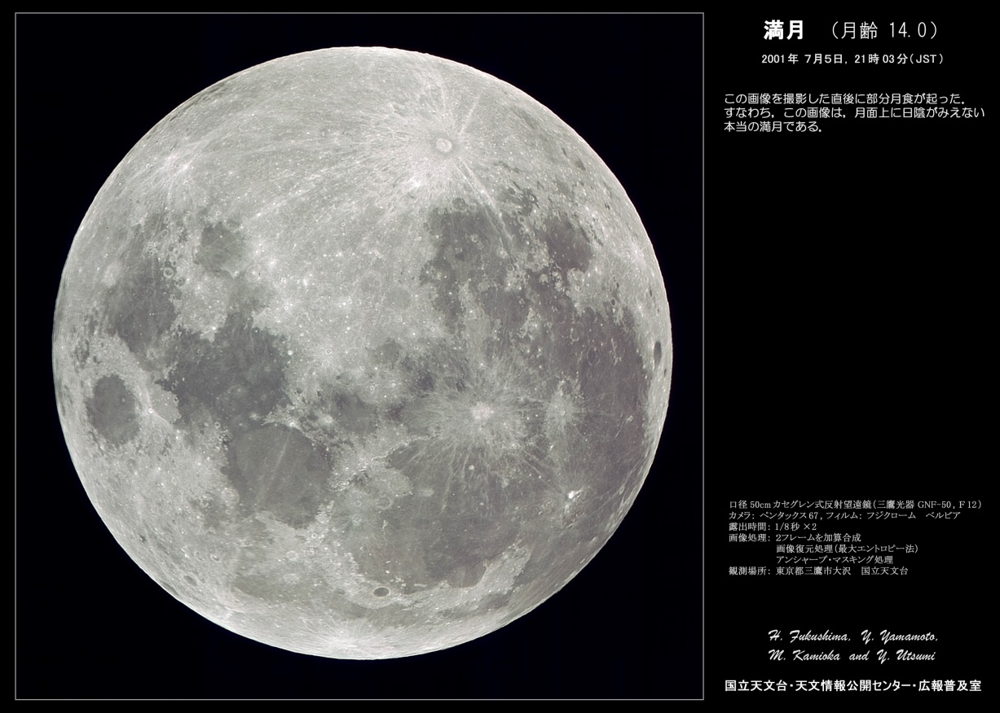 満月 （月齢 14.0）
2001年 7月5日, 21時03分(JST)
この画像を撮影した直後に部分月食が起った．
すなわち，この画像は，月面上に日陰がみえない
本当の満月である．
口径 50cm カセグレン式反射望遠鏡(三鷹光器 GNF-50, F12)
カメラ: ペンタックス67, フィルム: フジクローム ベルビア
露出時間: 1/8秒 ×2
画像処理: 2フレームを加算合成
画像復元処理(最大エントロピー法)
アンシャープ・マスキング処理
観測場所: 東京都三鷹市大沢 国立天文台
H. Fukushima, Y. Yamamoto,
M. Kamioka and Y. Utsumi
国立天文台・天文情報公開センター・広報普及室